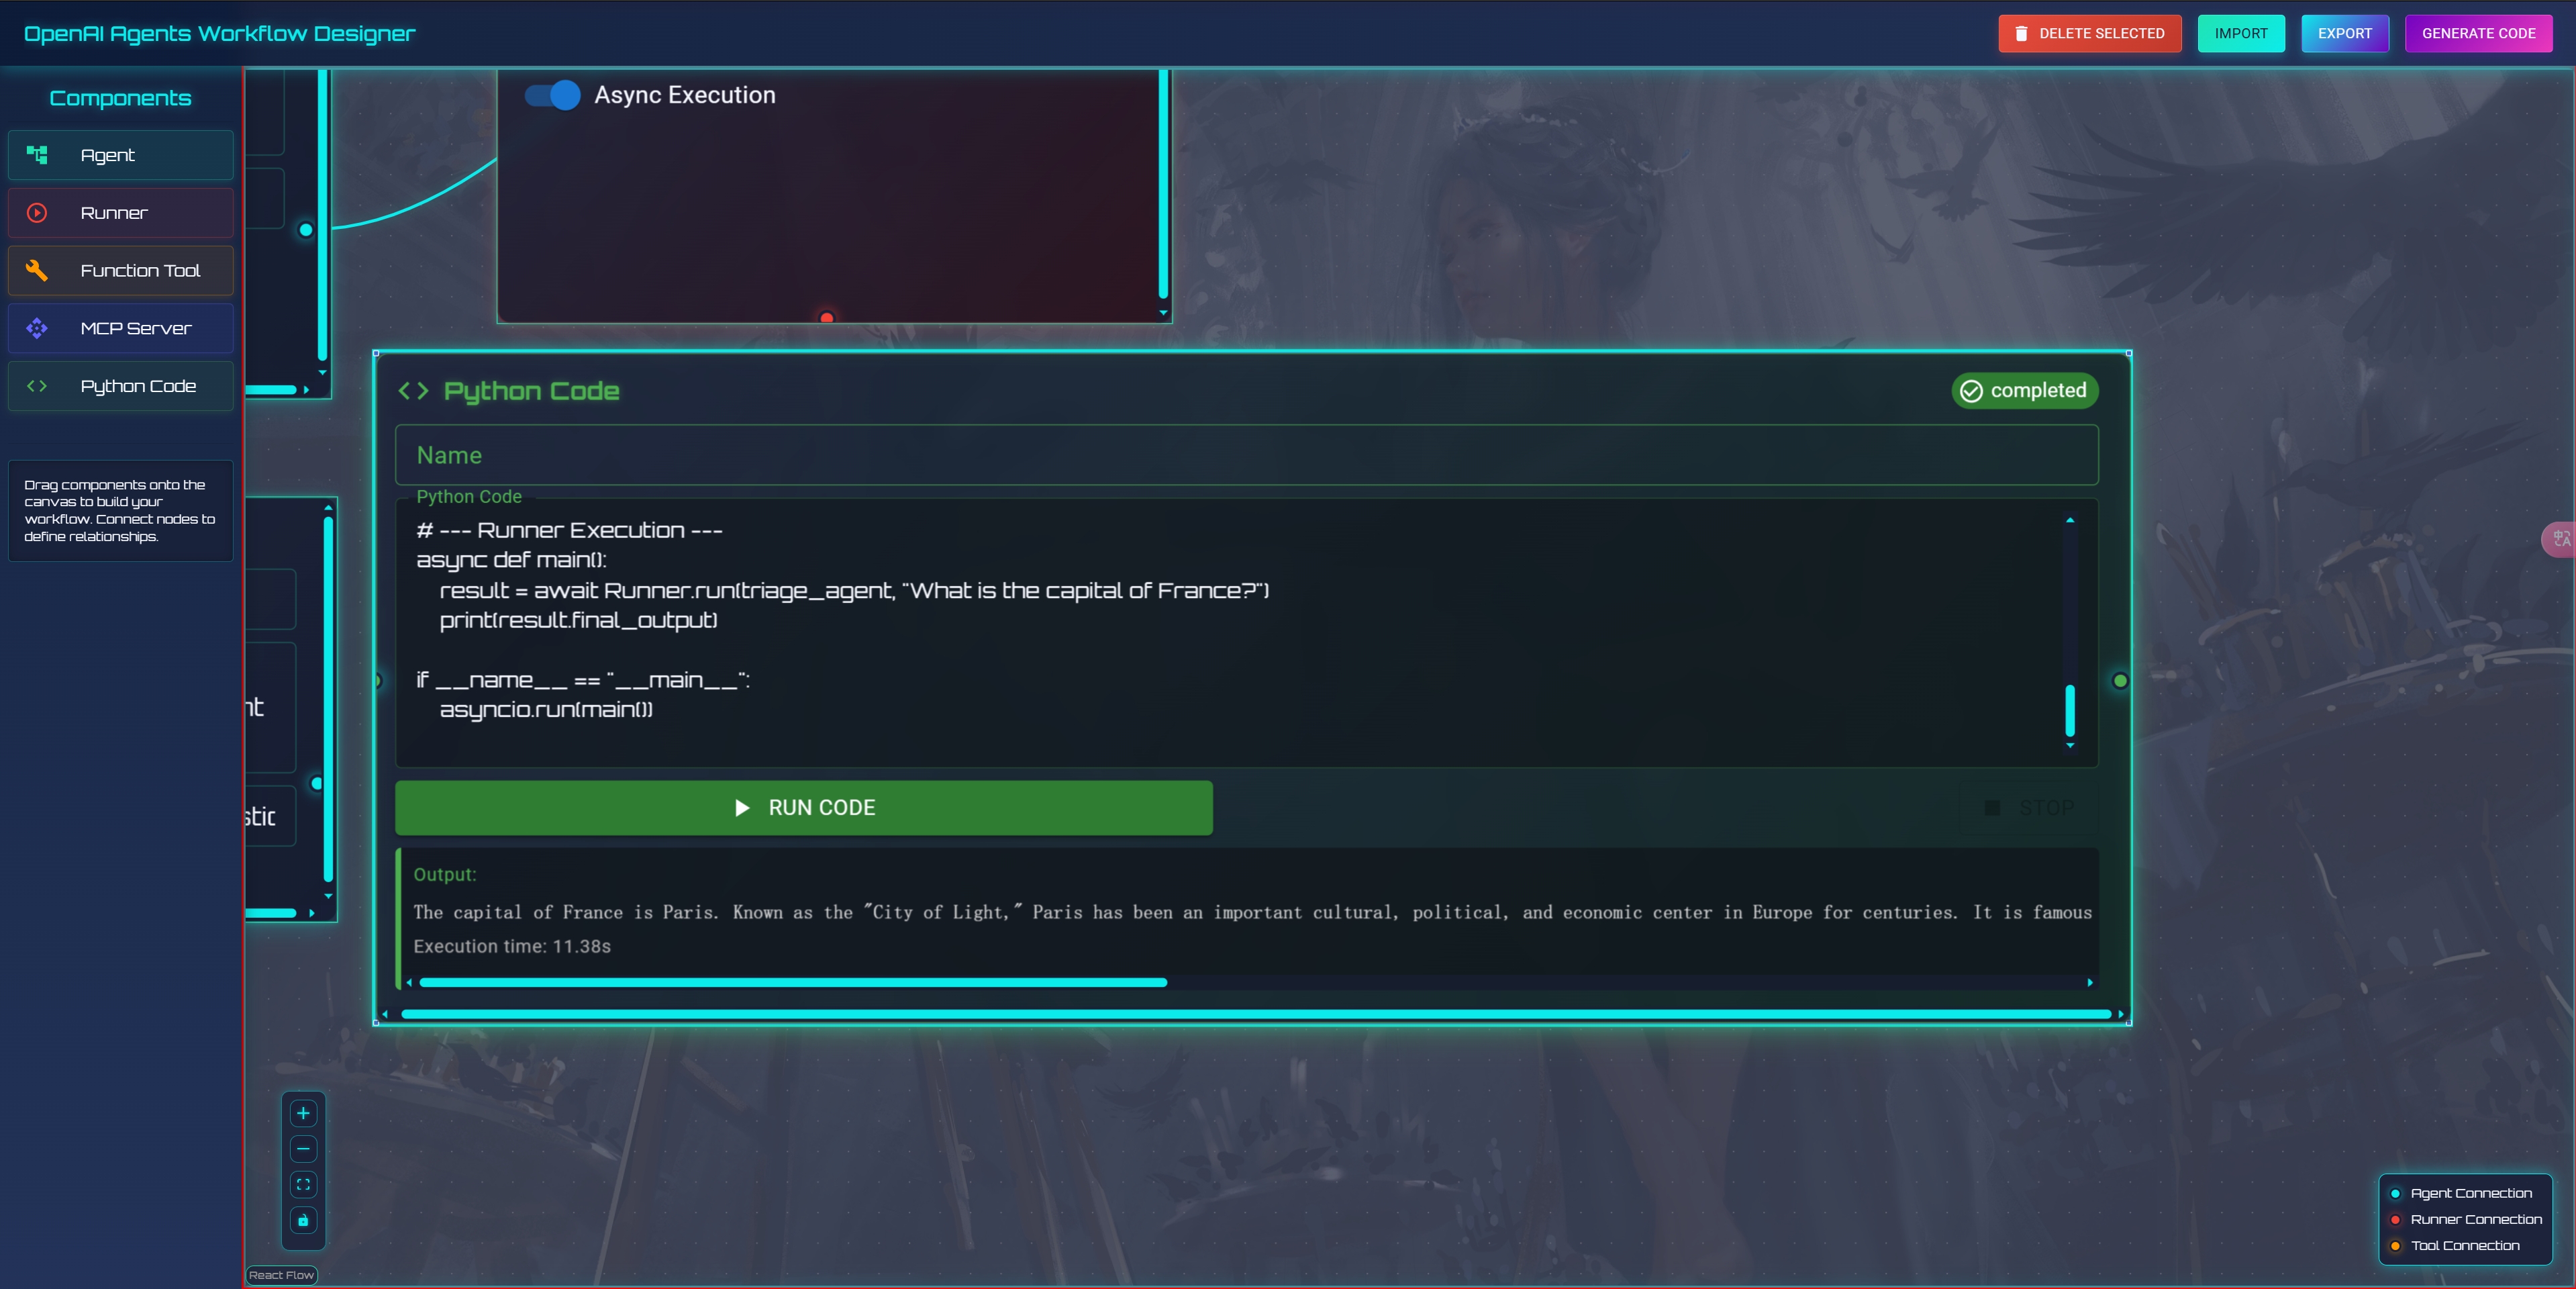 OpenAI Agents Workflow Designer
DELETE SELECTED
IMPORT
EXPORT
GENERATE CODE
Components
Agent
Runner
Function Tool
MCP Server
Python Code
Drag components onto the
canvas to build your
workflow. Connect nodes to
define relationships.
Async Execution
nt
stic
Python Code
completed
Name
Python Code
# --- Runner Execution ---
async def main():
    result = await Runner.run(triage_agent, "What is the capital of France?")
    print(result.final_output)
if __name__ == "__main__":
    asyncio.run(main())
RUN CODE
STOP
Output:
The capital of France is Paris. Known as the "City of Light," Paris has been an important cultural, political, and economic center in Europe for centuries. It is famous
Execution time: 11.38s
中A
React Flow
Agent Connection
Runner Connection
Tool Connection